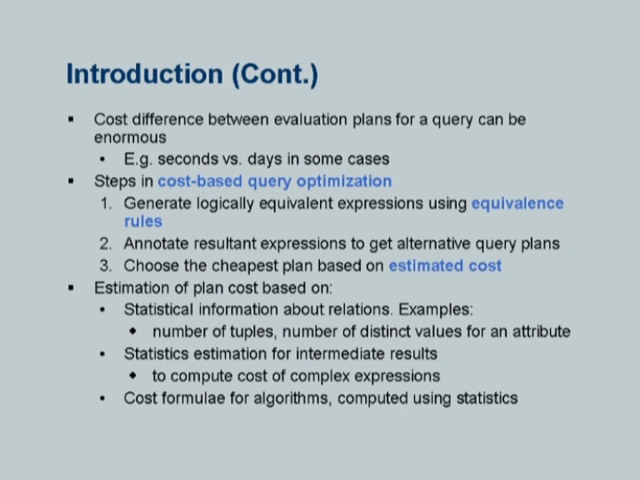 Introduction (Cont.)
▪ Cost difference between evaluation plans for a query can be
enormous
• E.g. seconds vs. days in some cases
▪ Steps in cost-based query optimization
1. Generate logically equivalent expressions using equivalence
rules
2. Annotate resultant expressions to get alternative query plans
3. Choose the cheapest plan based on estimated cost
▪ Estimation of plan cost based on:
• Statistical information about relations. Examples:
◆ number of tuples, number of distinct values for an attribute
• Statistics estimation for intermediate results
◆ to compute cost of complex expressions
• Cost formulae for algorithms, computed using statistics